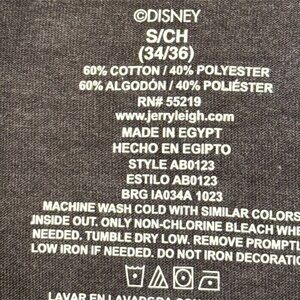 ©DISNEY
S/CH
(34/36)
60% COTTON / 40% POLYESTER
60% ALGODÓN / 40% POLIÉSTER
RN# 55219
www.jerryleigh.com
MADE IN EGYPT
HECHO EN EGIPTO
STYLE AB0123
ESTILO AB0123
BRG IA034A 1023
MACHINE WASH COLD WITH SIMILAR COLORS
INSIDE OUT. ONLY NON-CHLORINE BLEACH WHE
NEEDED. TUMBLE DRY LOW. REMOVE PROMPTL
LOW IRON IF NEEDED. DO NOT IRON DECORATIO
LAVAR EN LAVADORA